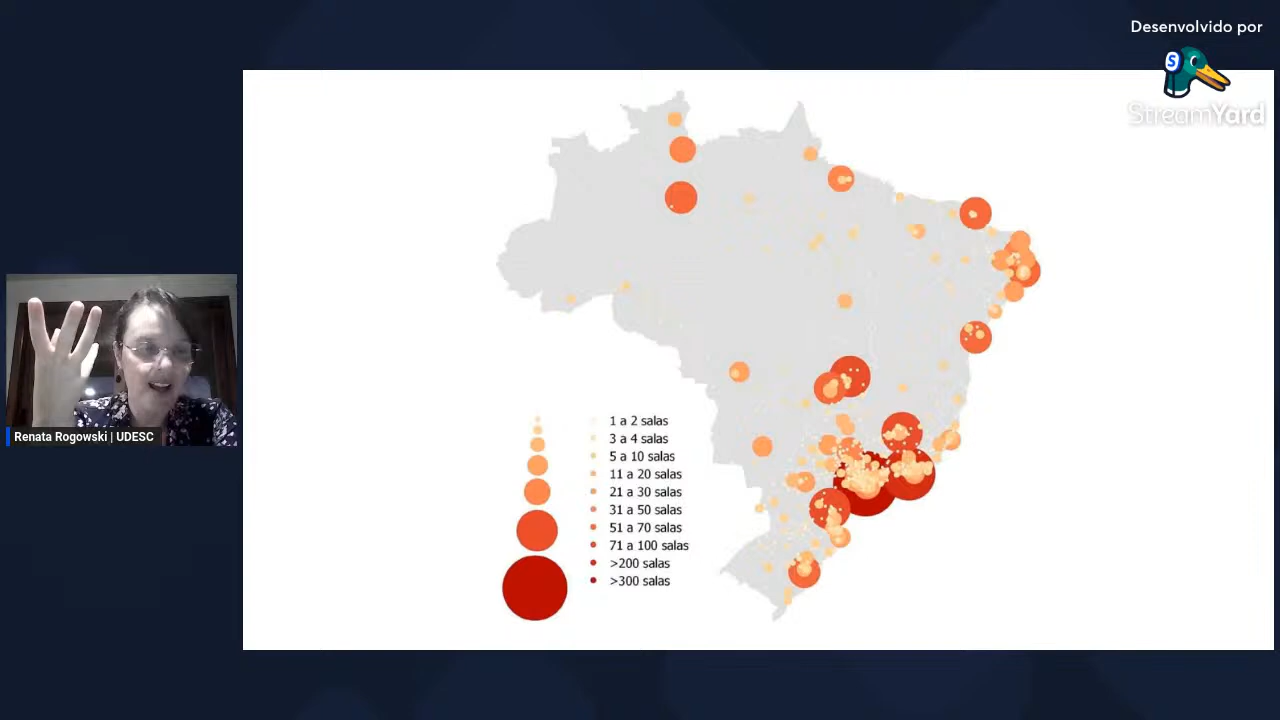 Desenvolvido por
S
StreamYard
1 a 2 salas
3 a 4 salas
5 a 10 salas
11 a 20 salas
21 a 30 salas
31 a 50 salas
51 a 70 salas
71 a 100 salas
>200 salas
>300 salas
Renata Rogowski | UDESC